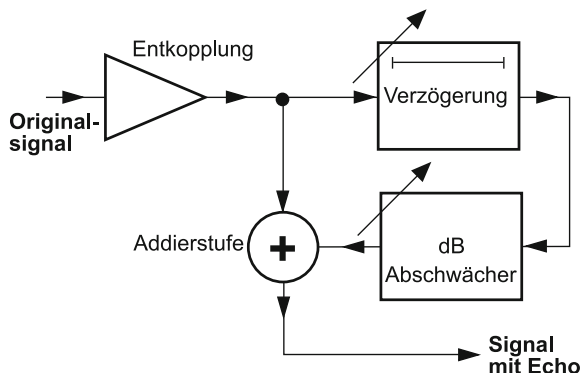 Entkopplung
Original-
signal
Verzögerung
Addierstufe
+
dB
Abschwächer
Signal
mit Echo